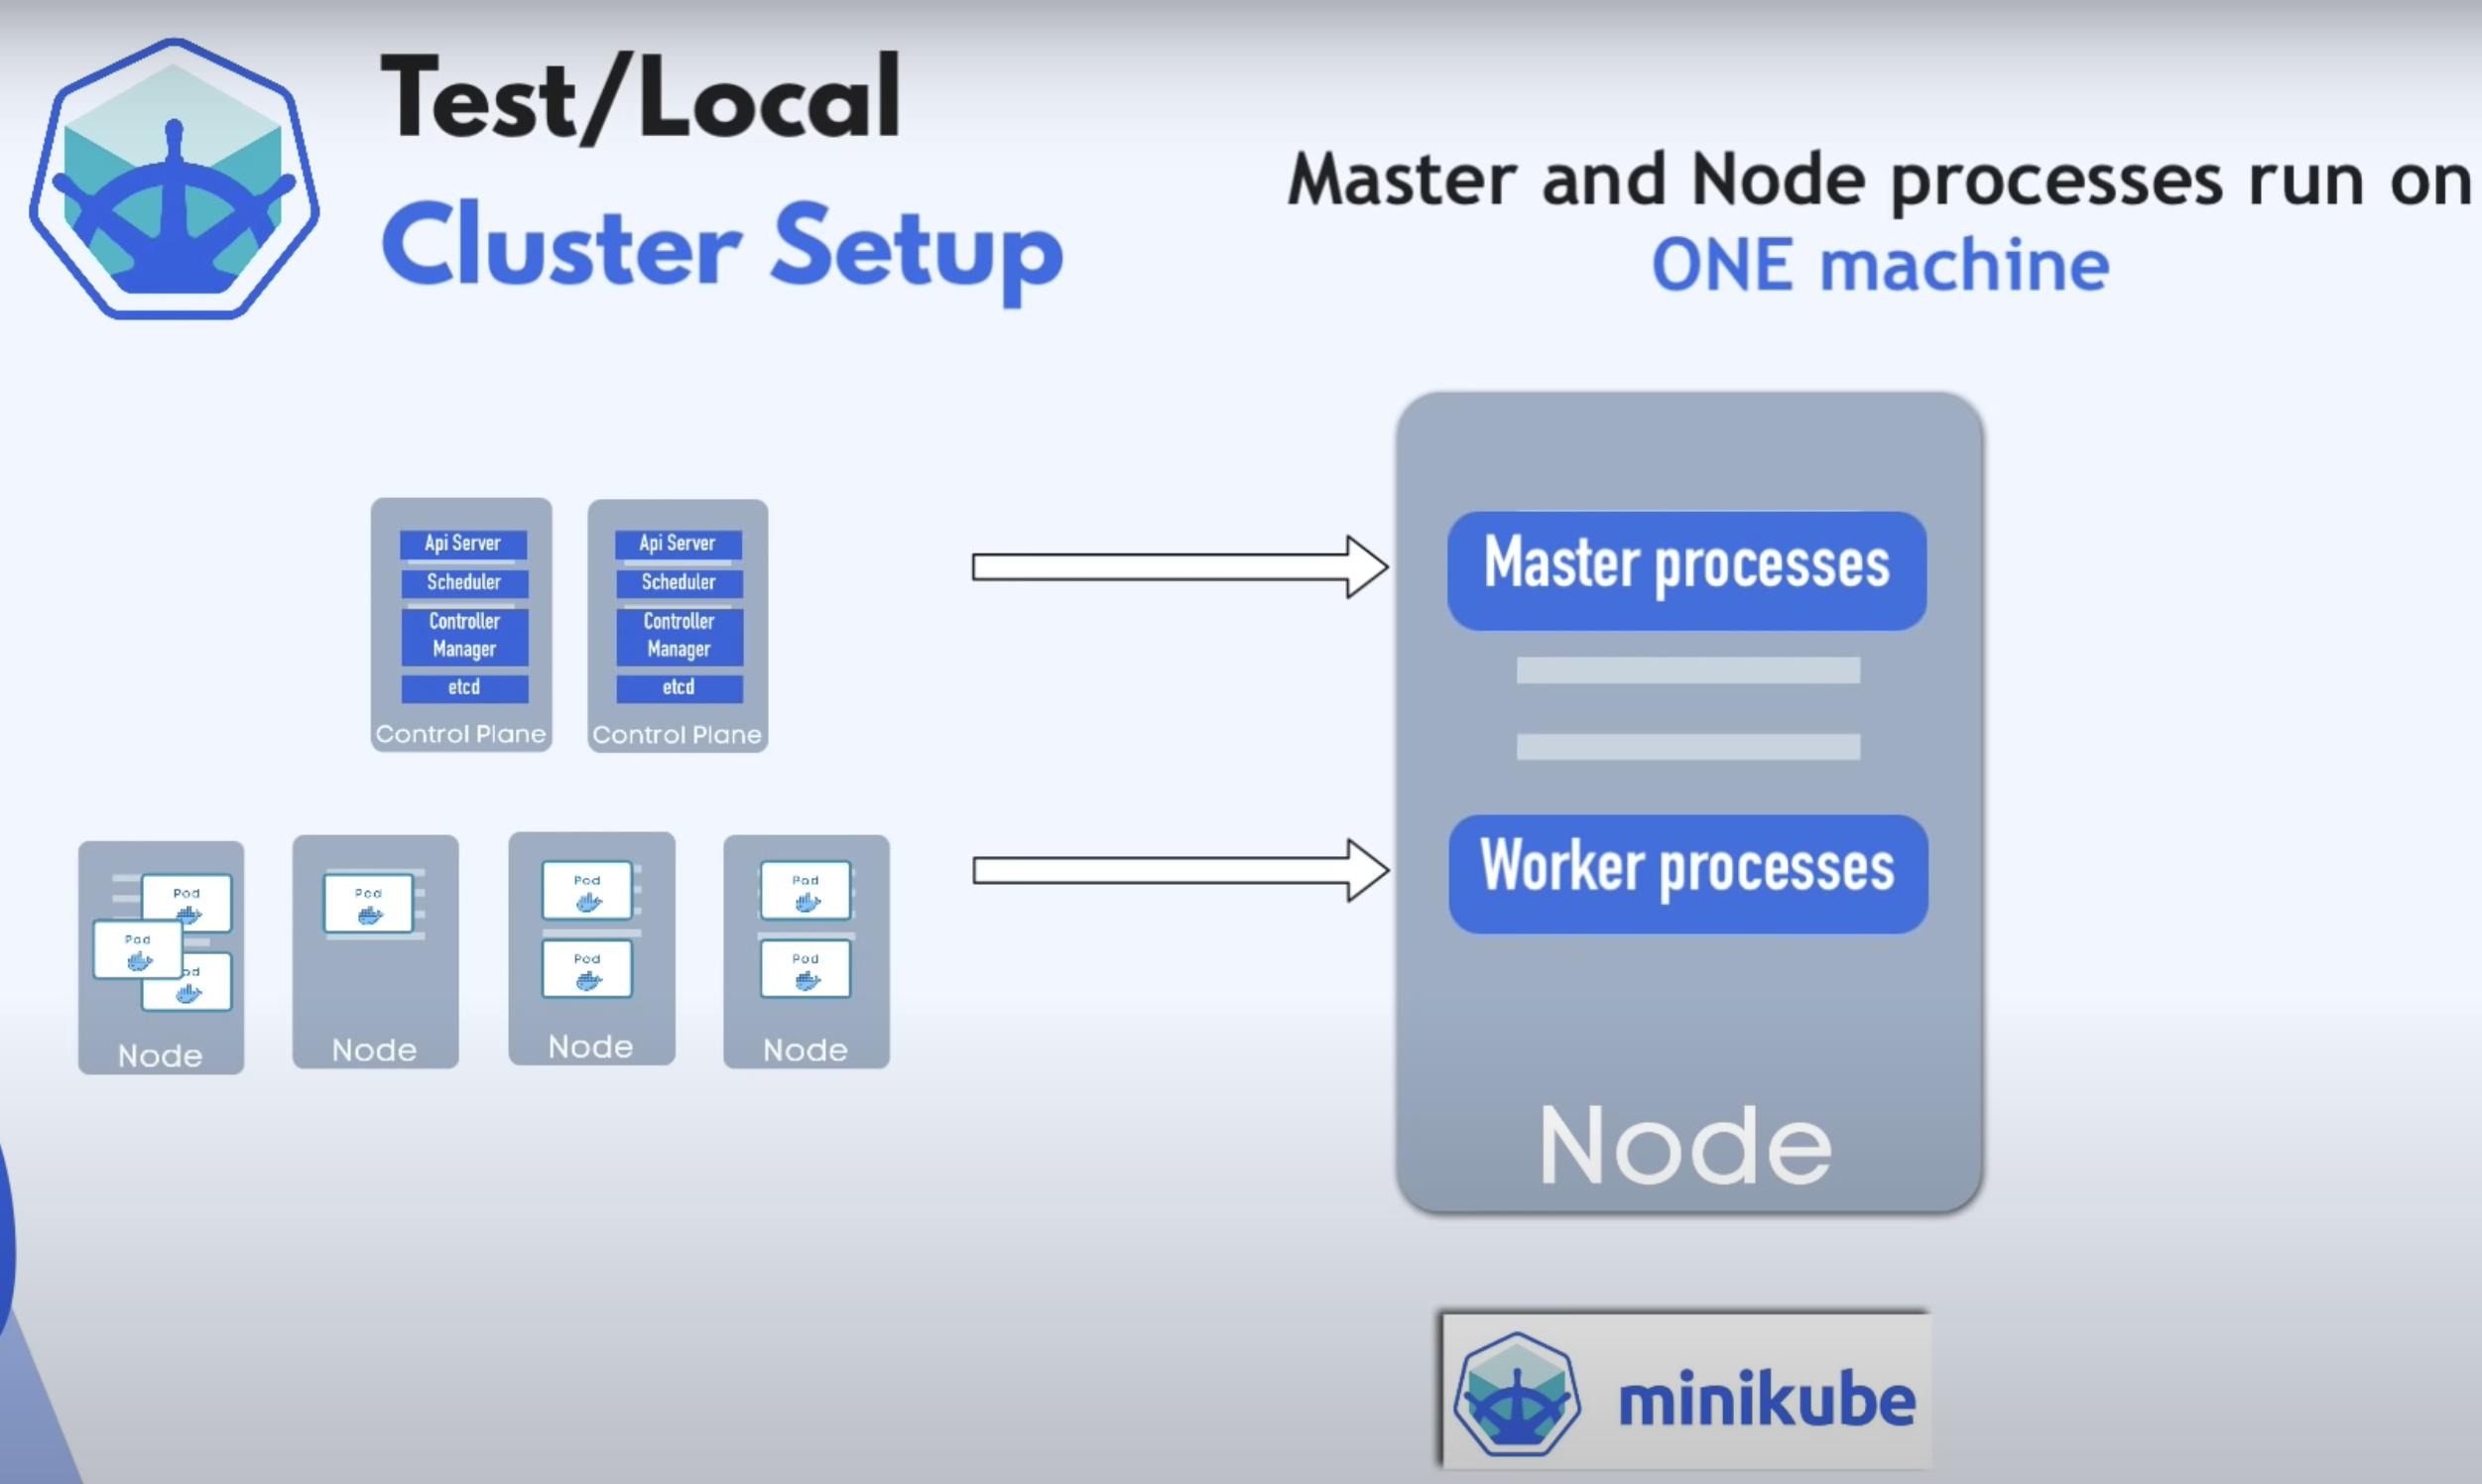 Test/Local
Cluster Setup
Master and Node processes run on
ONE machine
Api Server
Scheduler
Controller
Manager
etcd
Control Plane
Api Server
Scheduler
Controller
Manager
etcd
Control Plane
Master processes
Worker processes
Node
Pod
Pod
od
Node
Pod
Node
Pod
Pod
Node
Pod
Pod
Node
minikube